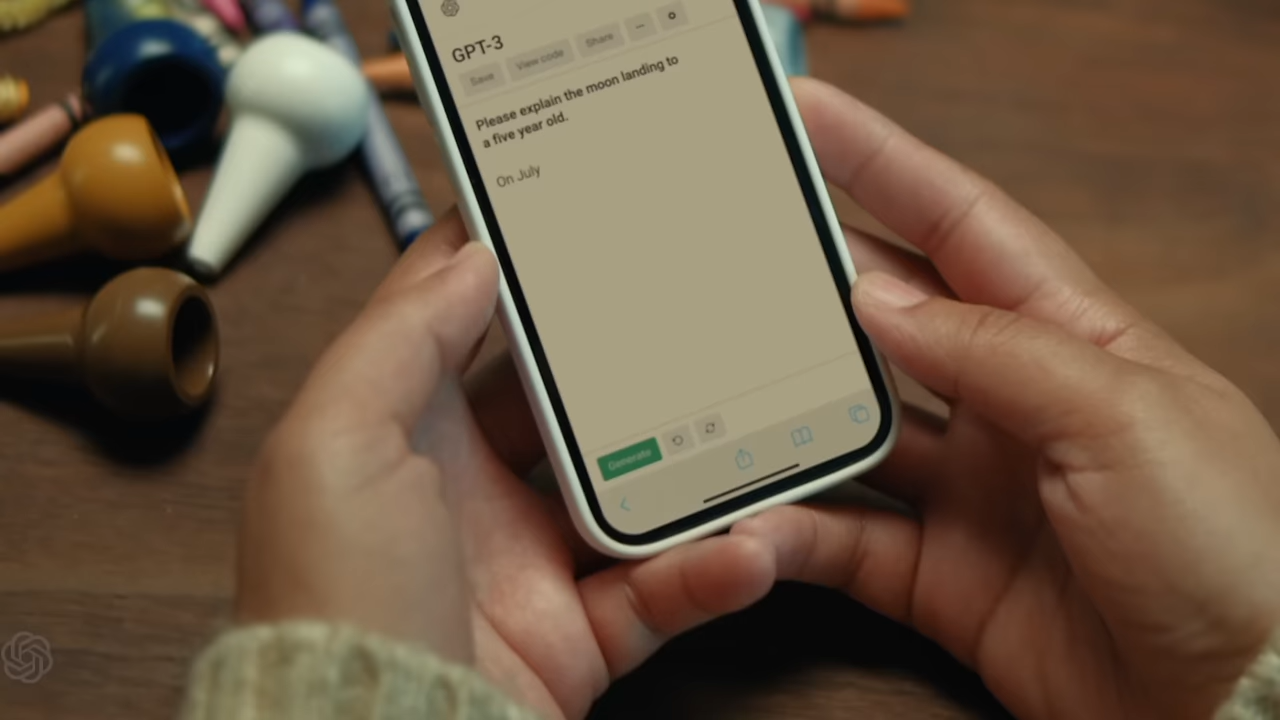 GPT-3
Save View code Share ...
Please explain the moon landing to
a five year old.
On July
Generate